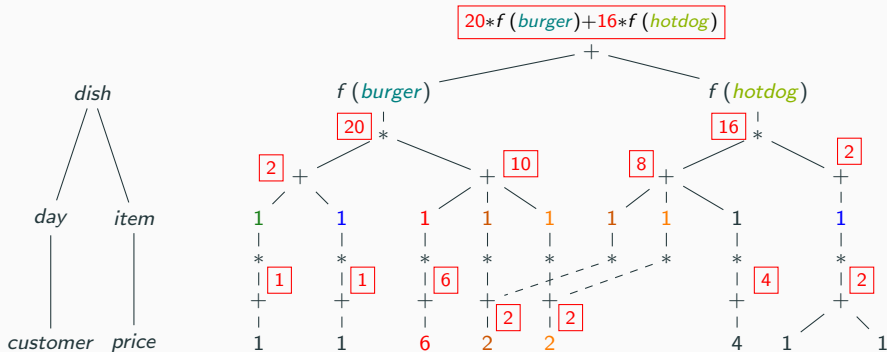 20*f (burger)+16*f (hotdog)
+
dish f (burger) f (hotdog)
20 * 16 *
2 + + 10 8 + + 2
day item 1 1 1 1 1 1 1 1 1
* * * * * * * * *
+ 1 + 1 + 6 + + + 4 + 2
2 2
customer price 1 1 6 2 2 4 1 1